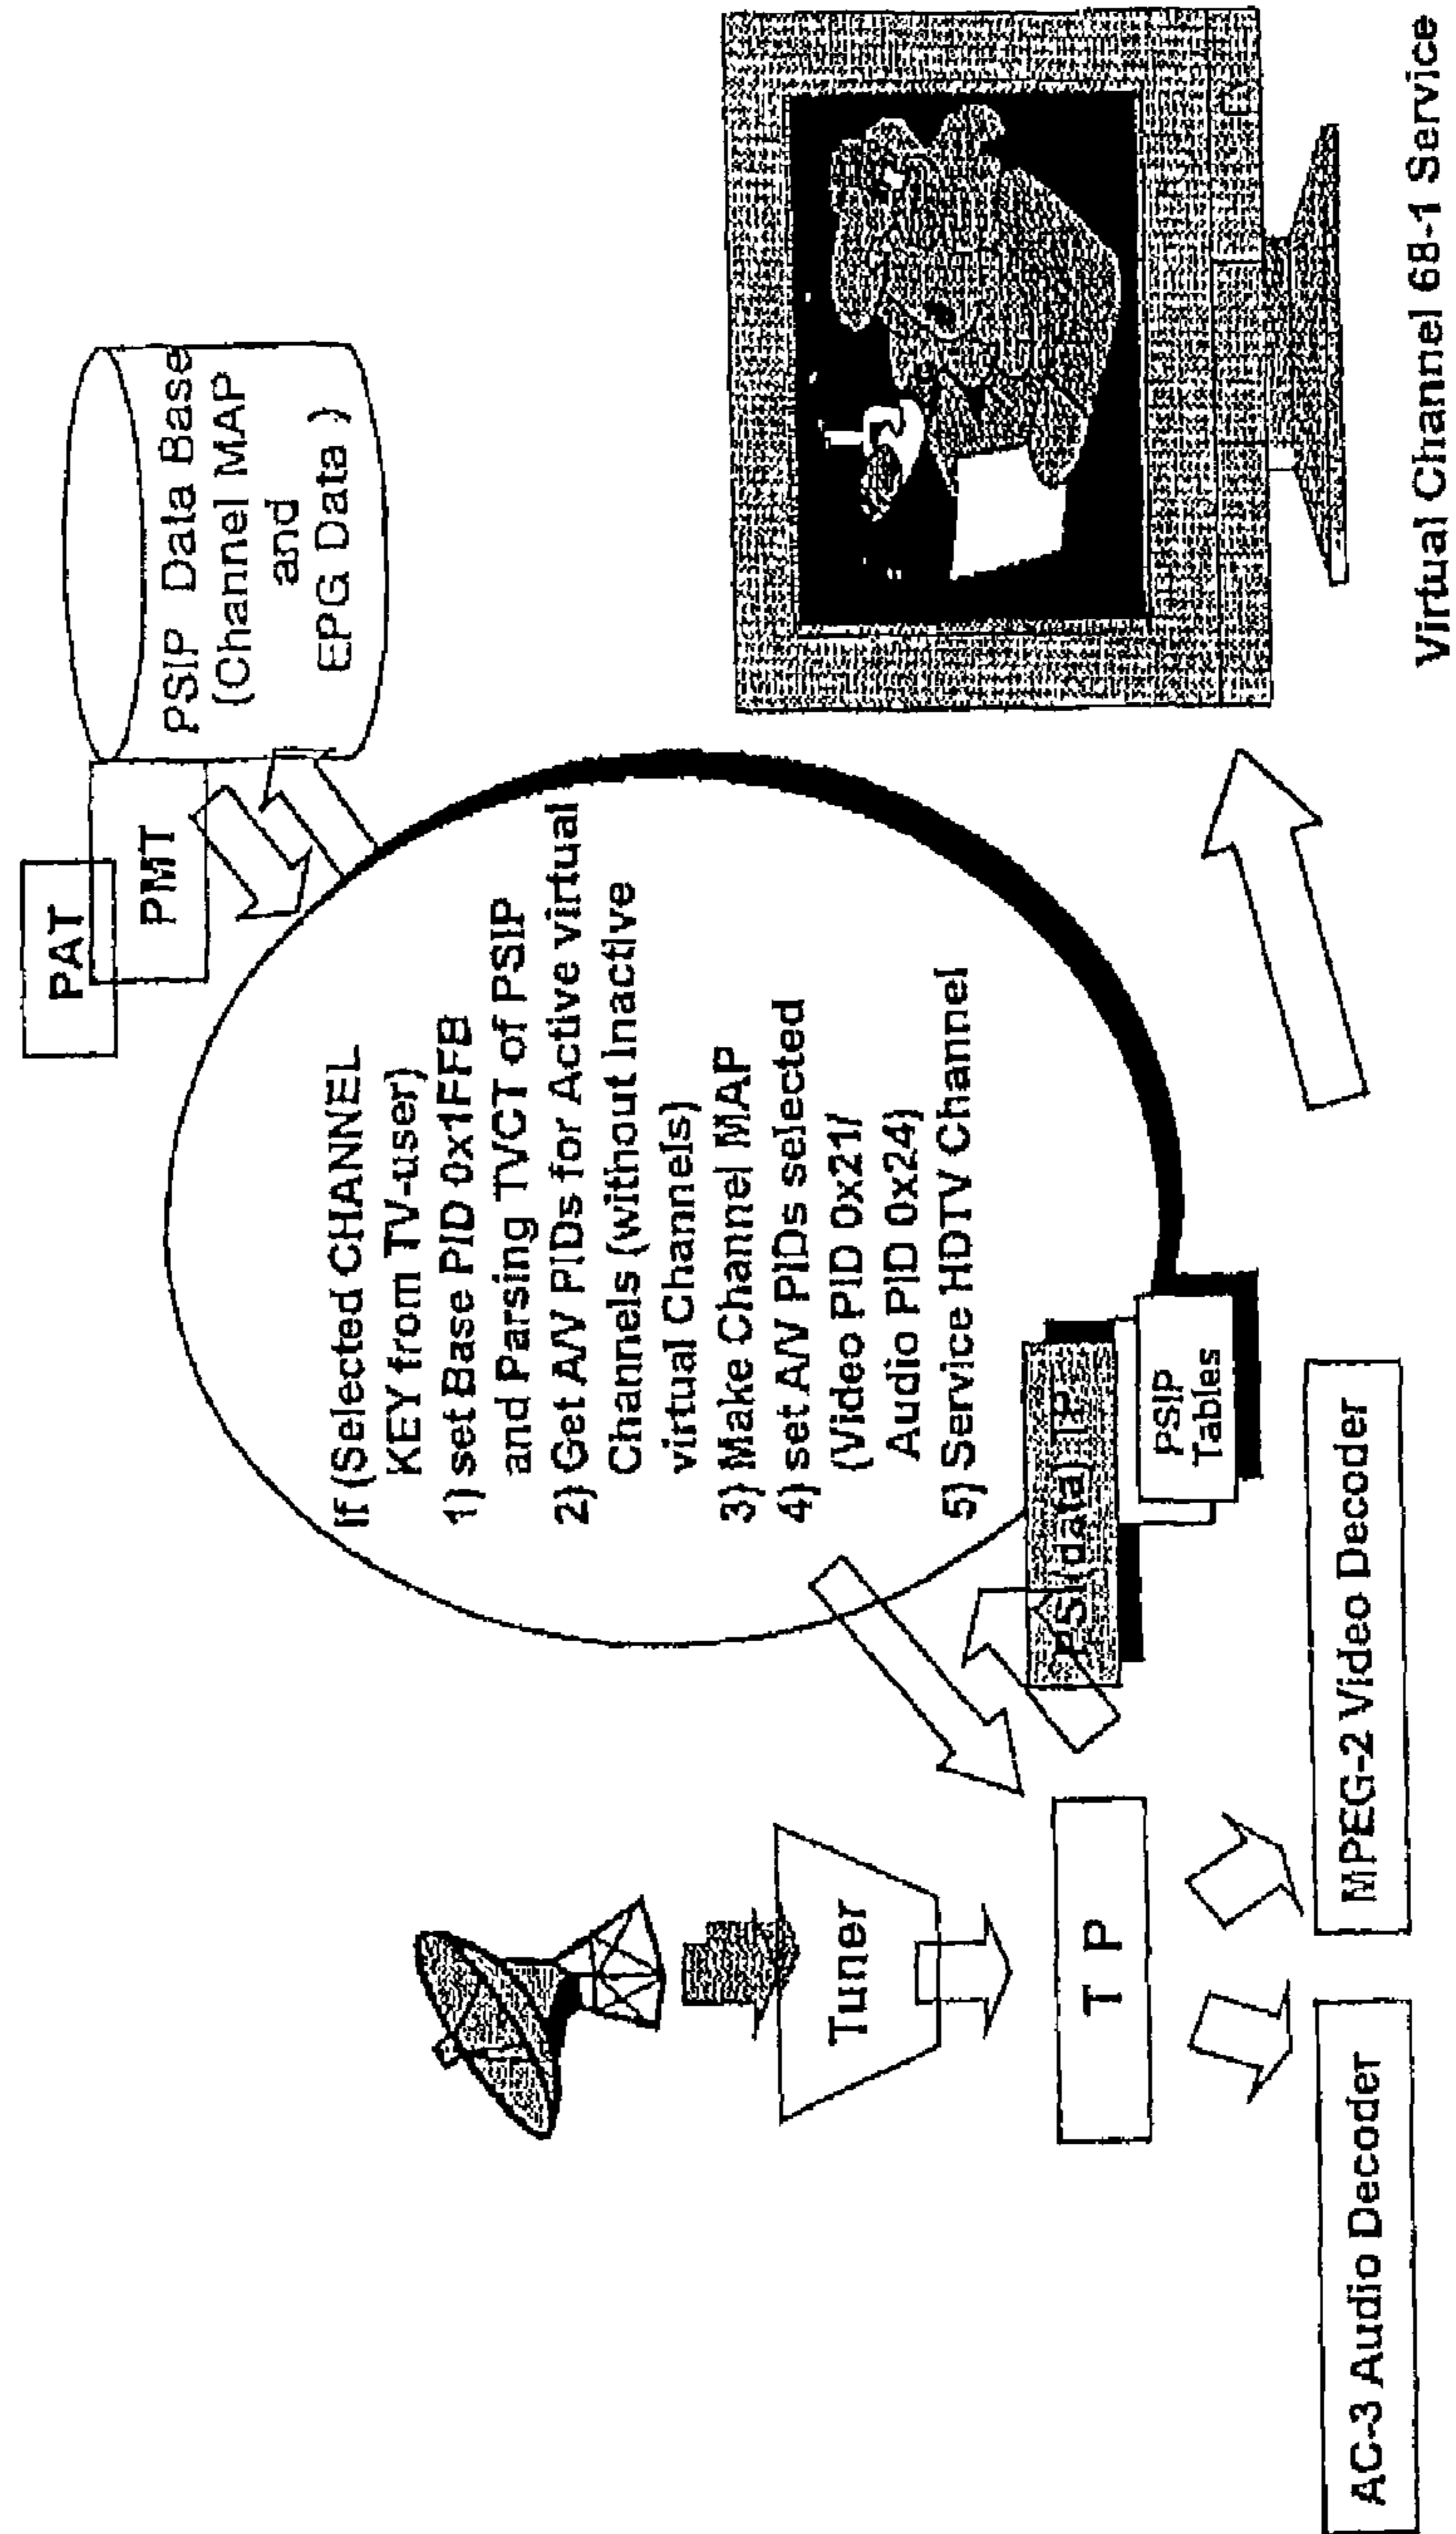 PAT
PMT
PSIP Data Base
(Channel MAP
and
EPG Data )
If (Selected CHANNEL
KEY from TV-user)
1) set Base PID 0x1FFB
and Parsing TVCT of PSIP
2) Get A/V PIDs for Active virtual
Channels (without Inactive
virtual Channels)
3) Make Channel MAP
4) set A/V PIDs selected
(Video PID 0x21/
Audio PID 0x24)
5) Service HDTV Channel
Tuner
T P
PSI(data)TP
PSIP
Tables
AC-3 Audio Decoder
MPEG-2 Video Decoder
Virtual Channel 68-1 Service